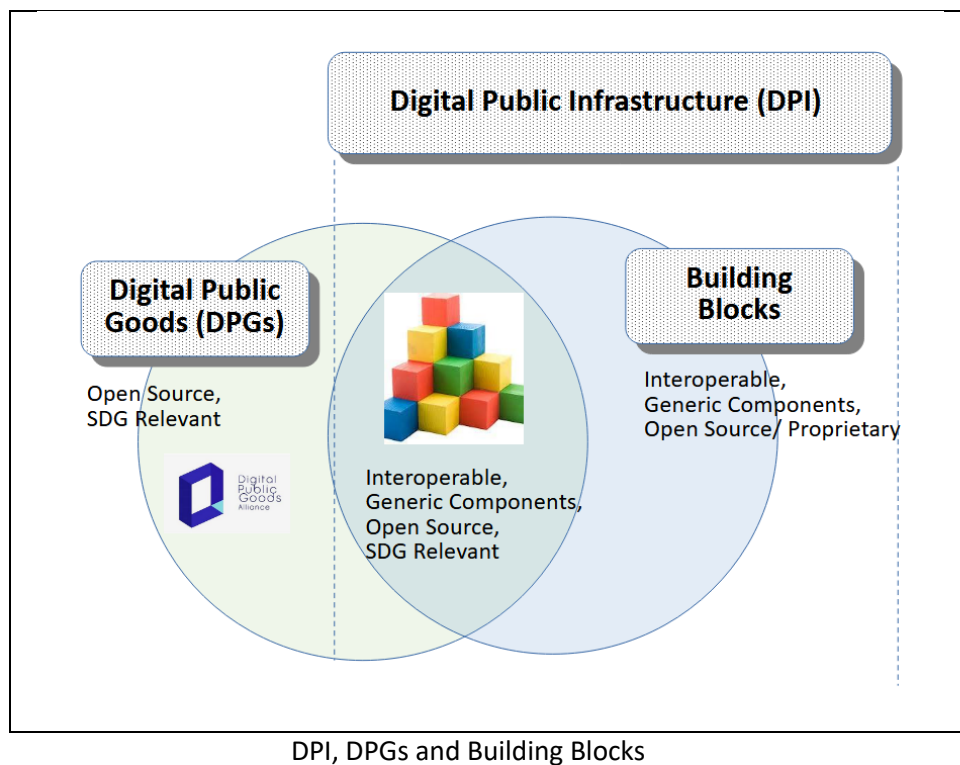 Digital Public Infrastructure (DPI)
Digital Public
Goods (DPGs)
Open Source,
SDG Relevant
Digital
Public
Goods
Alliance
Interoperable,
Generic Components,
Open Source,
SDG Relevant
Building
Blocks
Interoperable,
Generic Components,
Open Source/ Proprietary
DPI, DPGs and Building Blocks